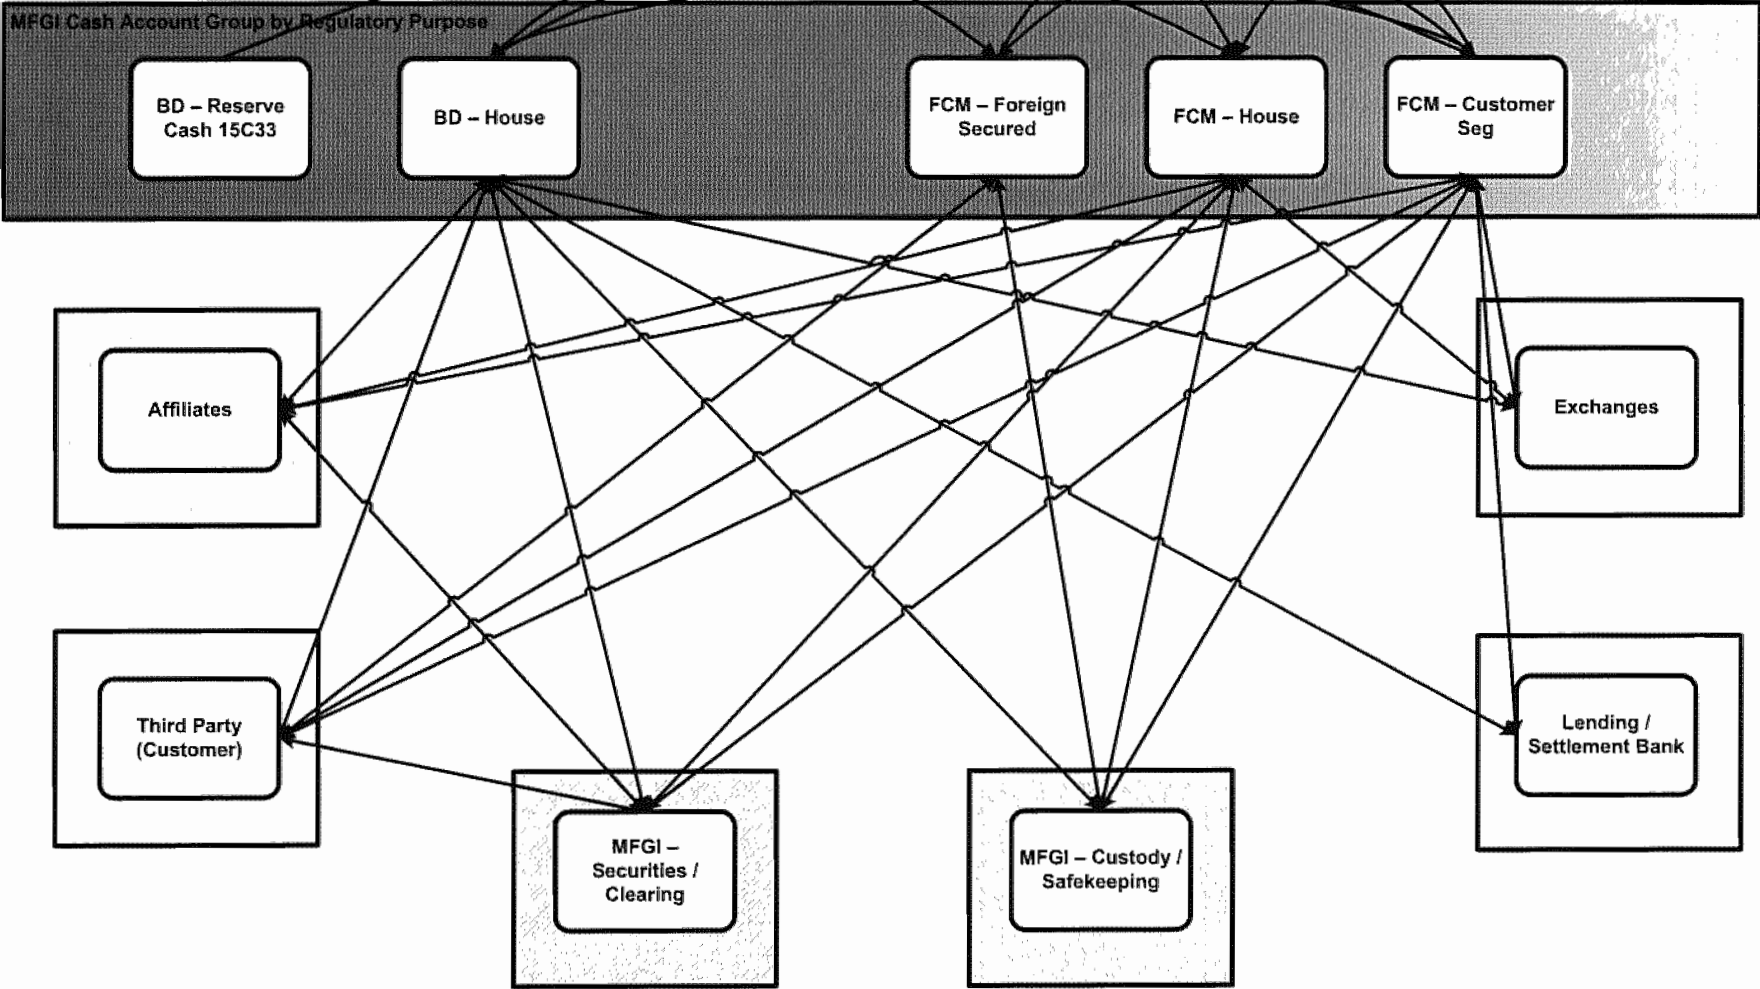 MFGI Cash Account Group by Regulatory Purpose
BD – Reserve
Cash 15C33
BD – House
FCM – Foreign
Secured
FCM – House
FCM – Customer
Seg
Affiliates
Exchanges
Third Party
(Customer)
Lending /
Settlement Bank
MFGI –
Securities /
Clearing
MFGI – Custody /
Safekeeping